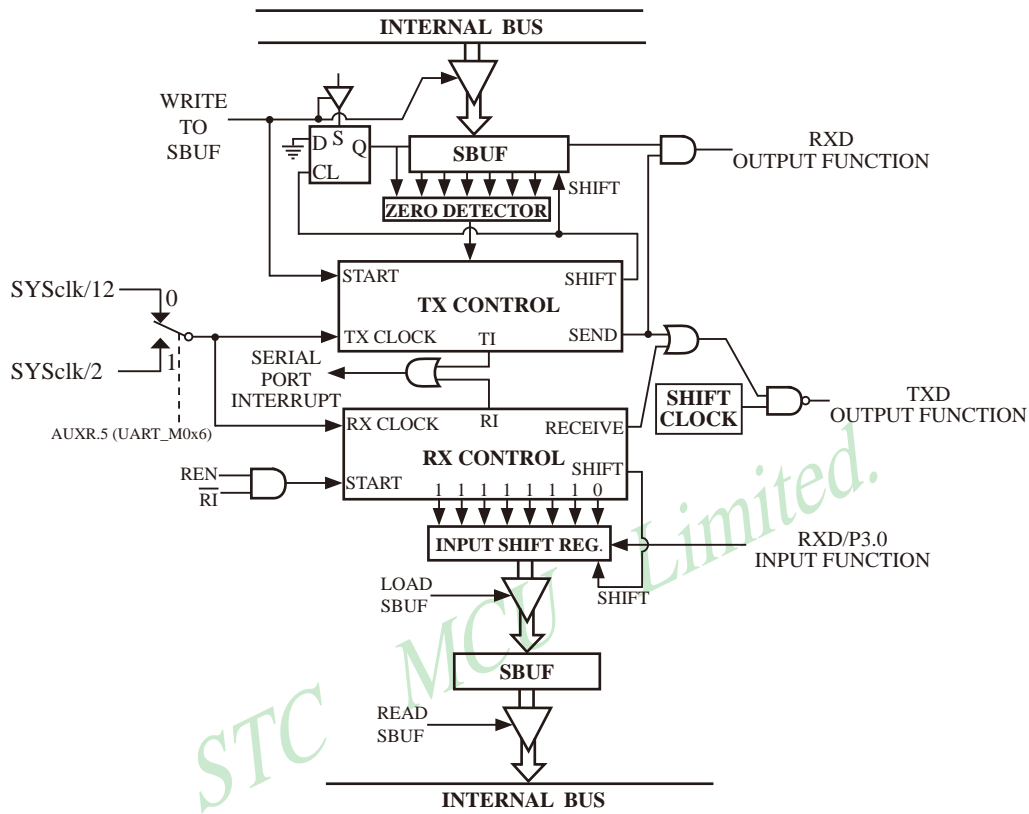 INTERNAL BUS
WRITE
TO
SBUF
D
S
Q
CL
SBUF
SHIFT
RXD
OUTPUT FUNCTION
ZERO DETECTOR
START
SHIFT
TX CONTROL
TX CLOCK
TI
SEND
SYSclk/12
0
SYSclk/2
1
AUXR.5 (UART_M0x6)
SERIAL
PORT
INTERRUPT
SHIFT
CLOCK
TXD
OUTPUT FUNCTION
RX CLOCK
RI
RECEIVE
RX CONTROL
SHIFT
REN
R̅I̅
START
1 1 1 1 1 1 1 0
INPUT SHIFT REG.
RXD/P3.0
INPUT FUNCTION
LOAD
SBUF
SHIFT
SBUF
READ
SBUF
INTERNAL BUS
STC MCU Limited.